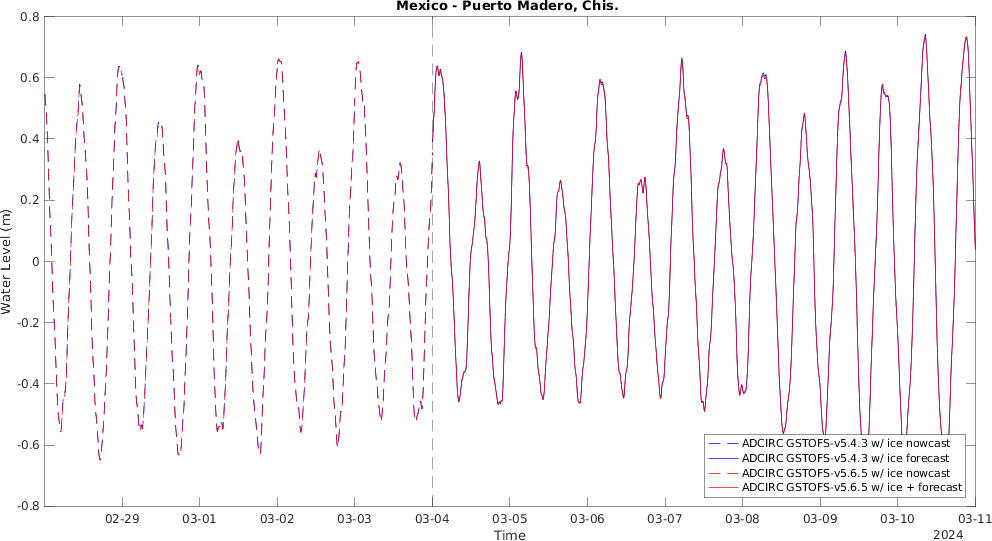 Mexico - Puerto Madero, Chis.
0.8
0.6
0.4
0.2
0
-0.2
-0.4
-0.6
-0.8
Water Level (m)
ADCIRC GSTOFS-v5.4.3 w/ ice nowcast
ADCIRC GSTOFS-v5.4.3 w/ ice forecast
ADCIRC GSTOFS-v5.6.5 w/ ice nowcast
ADCIRC GSTOFS-v5.6.5 w/ ice + forecast
02-29 03-01 03-02 03-03 03-04 03-05 03-06 03-07 03-08 03-09 03-10 03-11
Time
2024